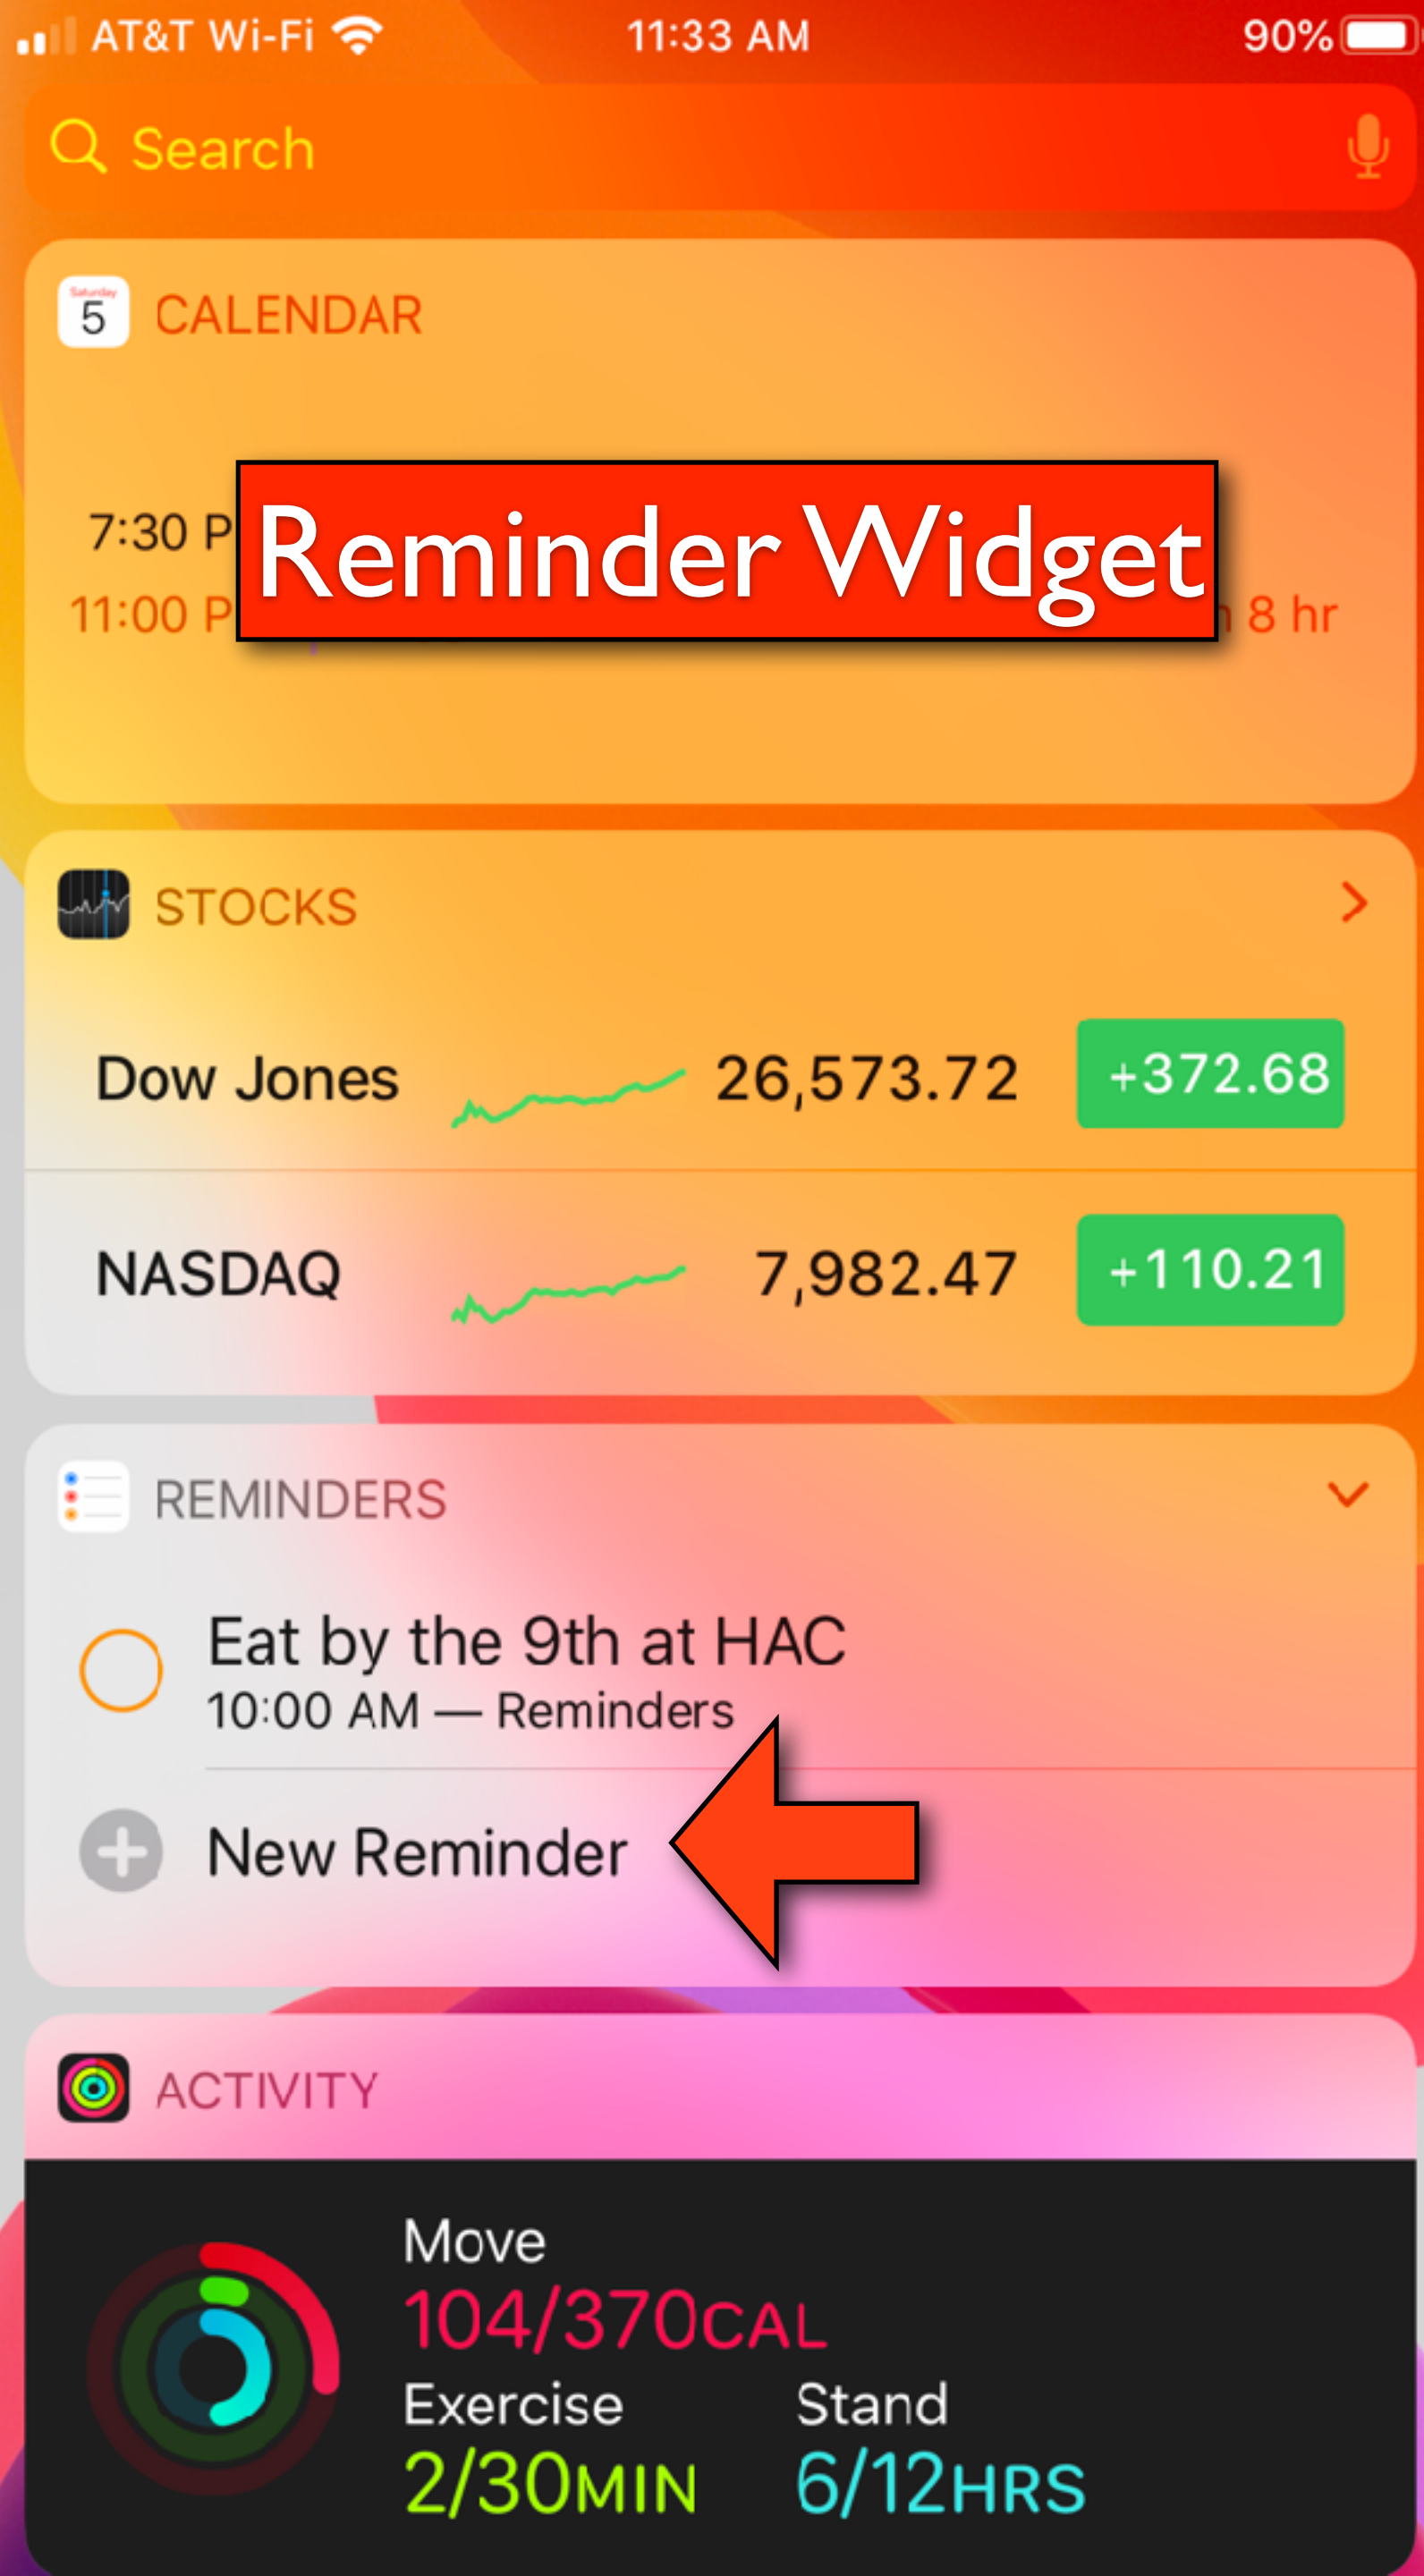 AT&T Wi-Fi 11:33 AM 90%
Search
Saturday
5
CALENDAR
7:30 P
Reminder Widget
11:00 P 8 hr
STOCKS
Dow Jones 26,573.72 +372.68
NASDAQ 7,982.47 +110.21
REMINDERS
Eat by the 9th at HAC
10:00 AM — Reminders
New Reminder
ACTIVITY
Move
104/370CAL
Exercise Stand
2/30MIN 6/12HRS